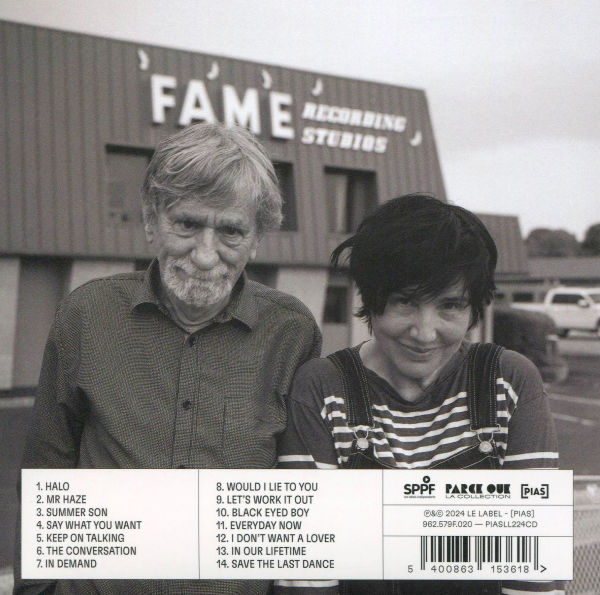 FAME RECORDING
STUDIOS
1. HALO
2. MR HAZE
3. SUMMER SON
4. SAY WHAT YOU WANT
5. KEEP ON TALKING
6. THE CONVERSATION
7. IN DEMAND
8. WOULD I LIE TO YOU
9. LET'S WORK IT OUT
10. BLACK EYED BOY
11. EVERYDAY NOW
12. I DON'T WANT A LOVER
13. IN OUR LIFETIME
14. SAVE THE LAST DANCE
SPPF
PARCE QUE
LA COLLECTION
[PIAS]
℗&© 2024 LE LABEL - [PIAS]
962.579F.020 — PIASLL224CD
5 400863 153618 >